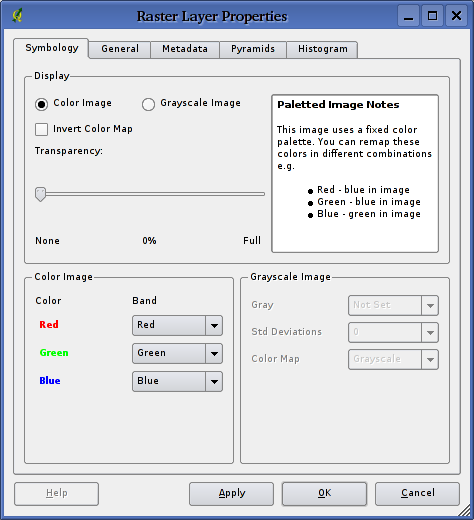 Raster Layer Properties
Symbology General Metadata Pyramids Histogram
Display
Color Image Grayscale Image
Invert Color Map
Transparency:
None 0% Full
Paletted Image Notes
This image uses a fixed color
palette. You can remap these
colors in different combinations
e.g.
Red - blue in image
Green - blue in image
Blue - green in image
Color Image
Color Band
Red Red
Green Green
Blue Blue
Grayscale Image
Gray Not Set
Std Deviations 0
Color Map Grayscale
Help Apply OK Cancel